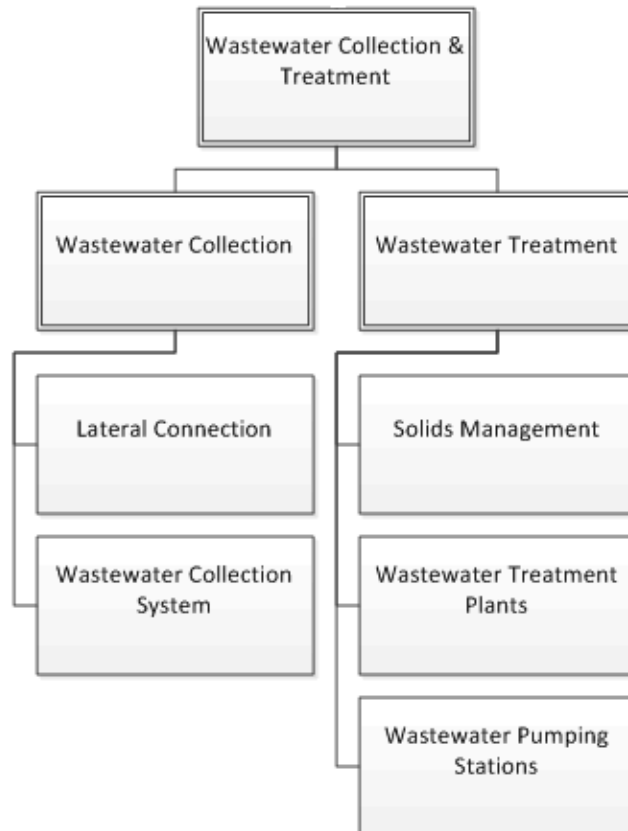 Wastewater Collection &
Treatment
Wastewater Collection
Wastewater Treatment
Lateral Connection
Solids Management
Wastewater Collection
System
Wastewater Treatment
Plants
Wastewater Pumping
Stations